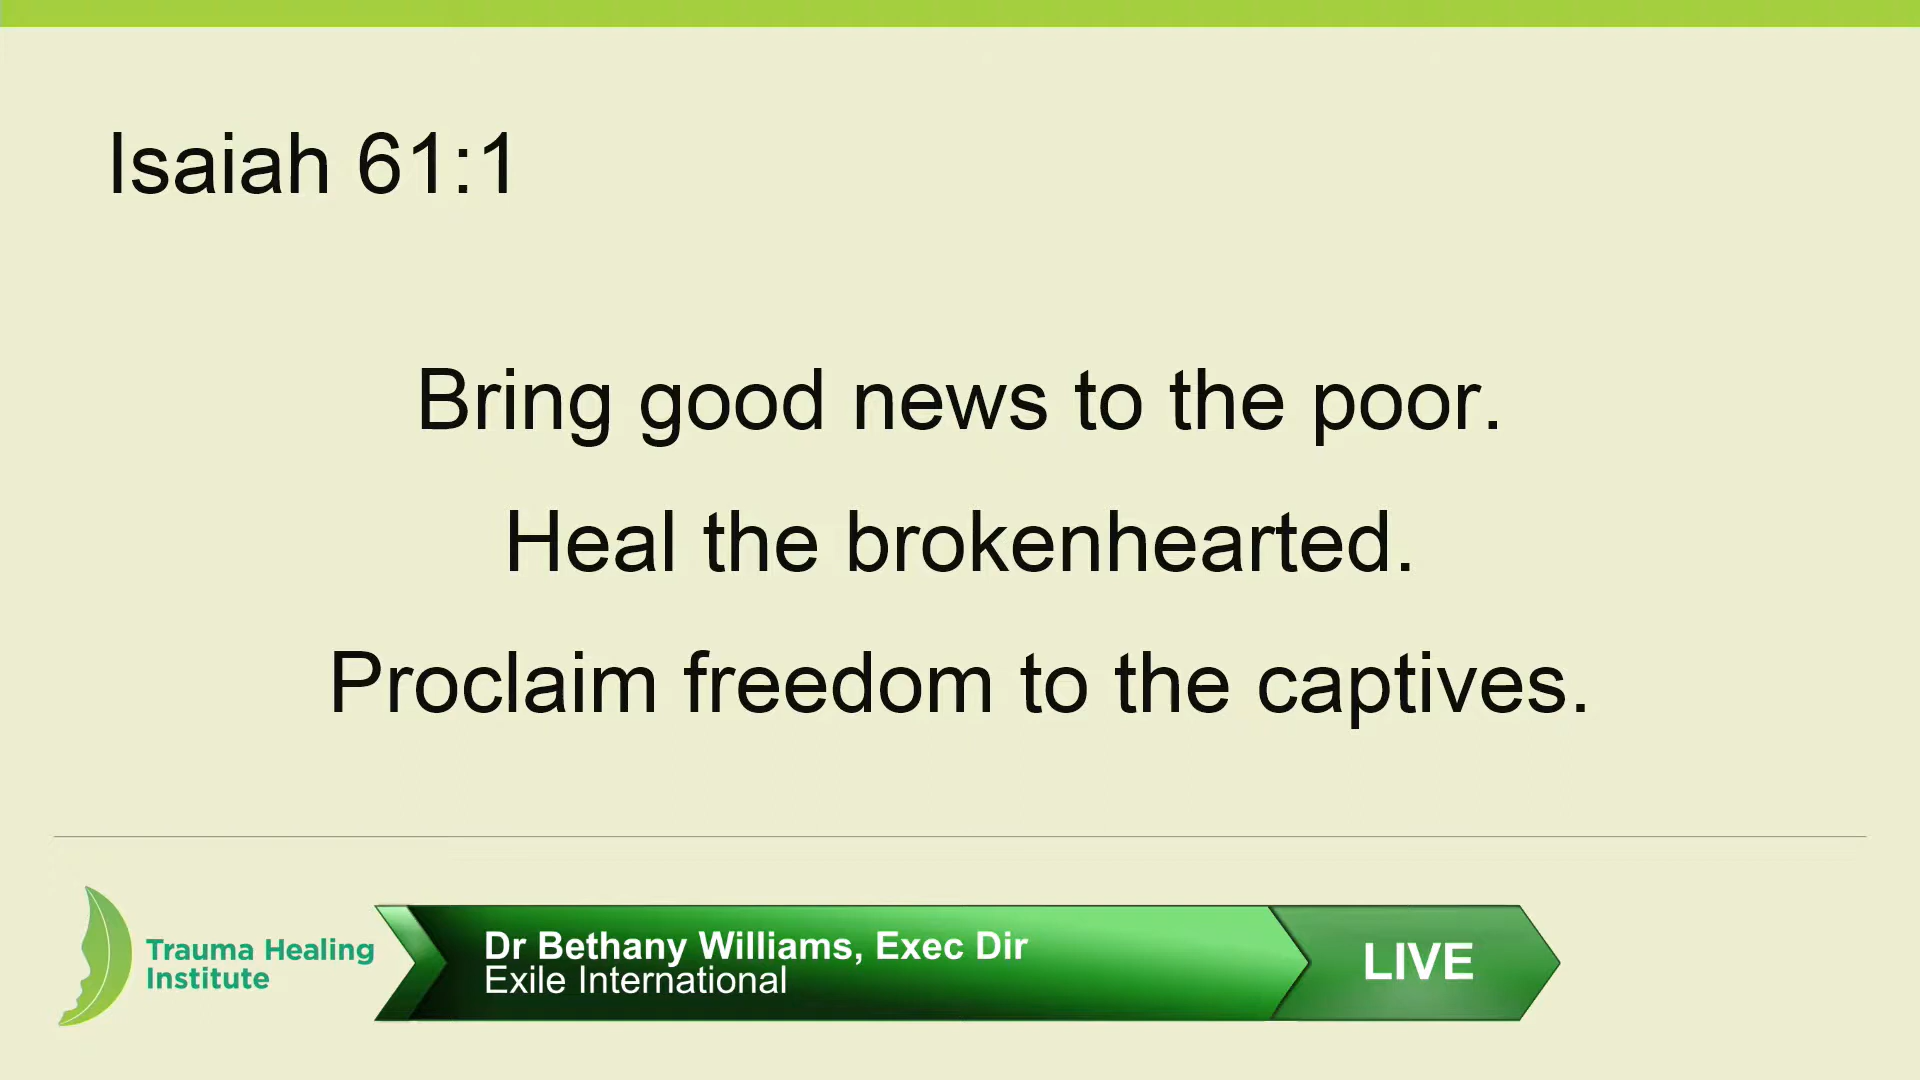 Isaiah 61:1
Bring good news to the poor.
Heal the brokenhearted.
Proclaim freedom to the captives.
Trauma Healing
Institute
Dr Bethany Williams, Exec Dir
Exile International
LIVE